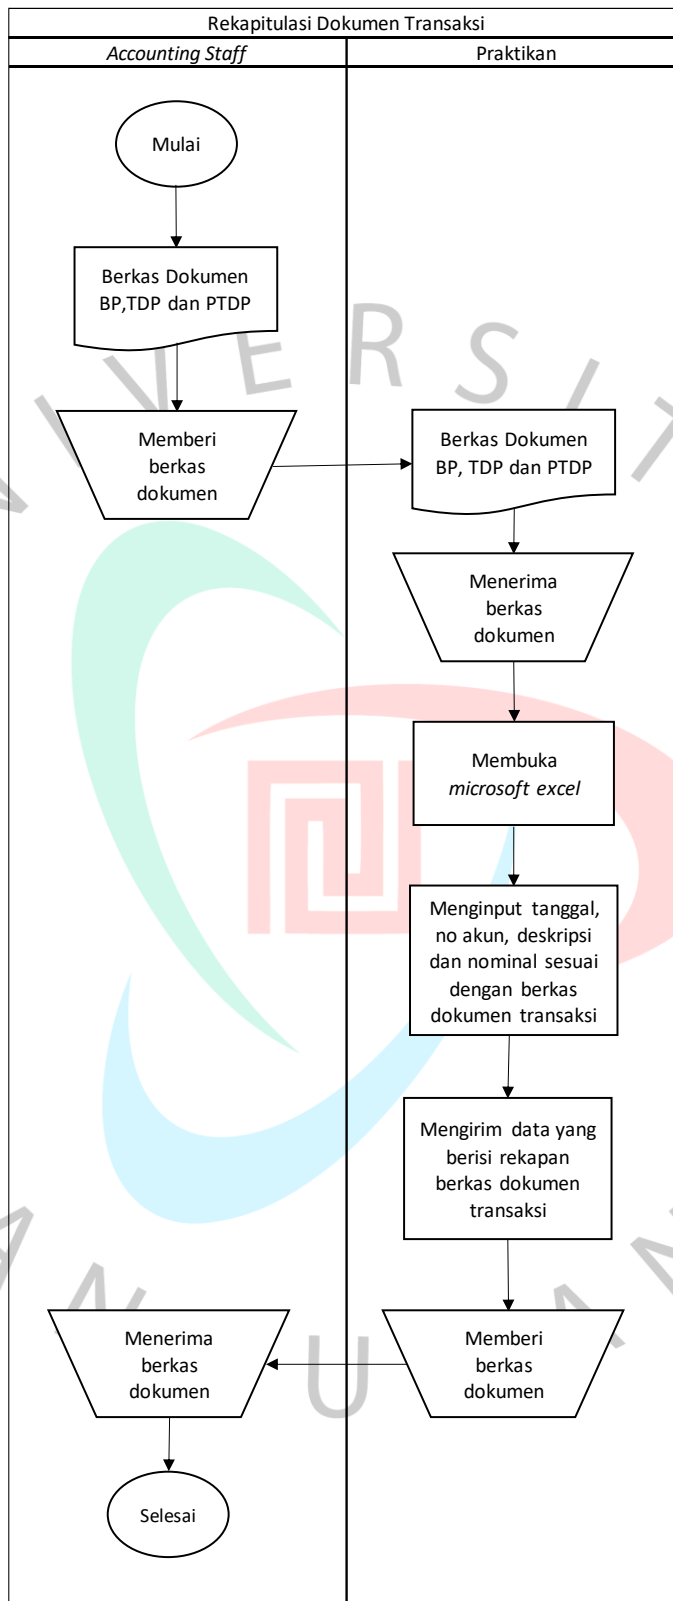 Rekapitulasi Dokumen Transaksi
Accounting Staff
Praktikan
Mulai
Berkas Dokumen
BP,TDP dan PTDP
Memberi
berkas
dokumen
Berkas Dokumen
BP, TDP dan PTDP
Menerima
berkas
dokumen
Membuka
microsoft excel
Menginput tanggal,
no akun, deskripsi
dan nominal sesuai
dengan berkas
dokumen transaksi
Mengirim data yang
berisi rekapan
berkas dokumen
transaksi
Memberi
berkas
dokumen
Menerima
berkas
dokumen
Selesai
NIVERSIT
ANGUNAN